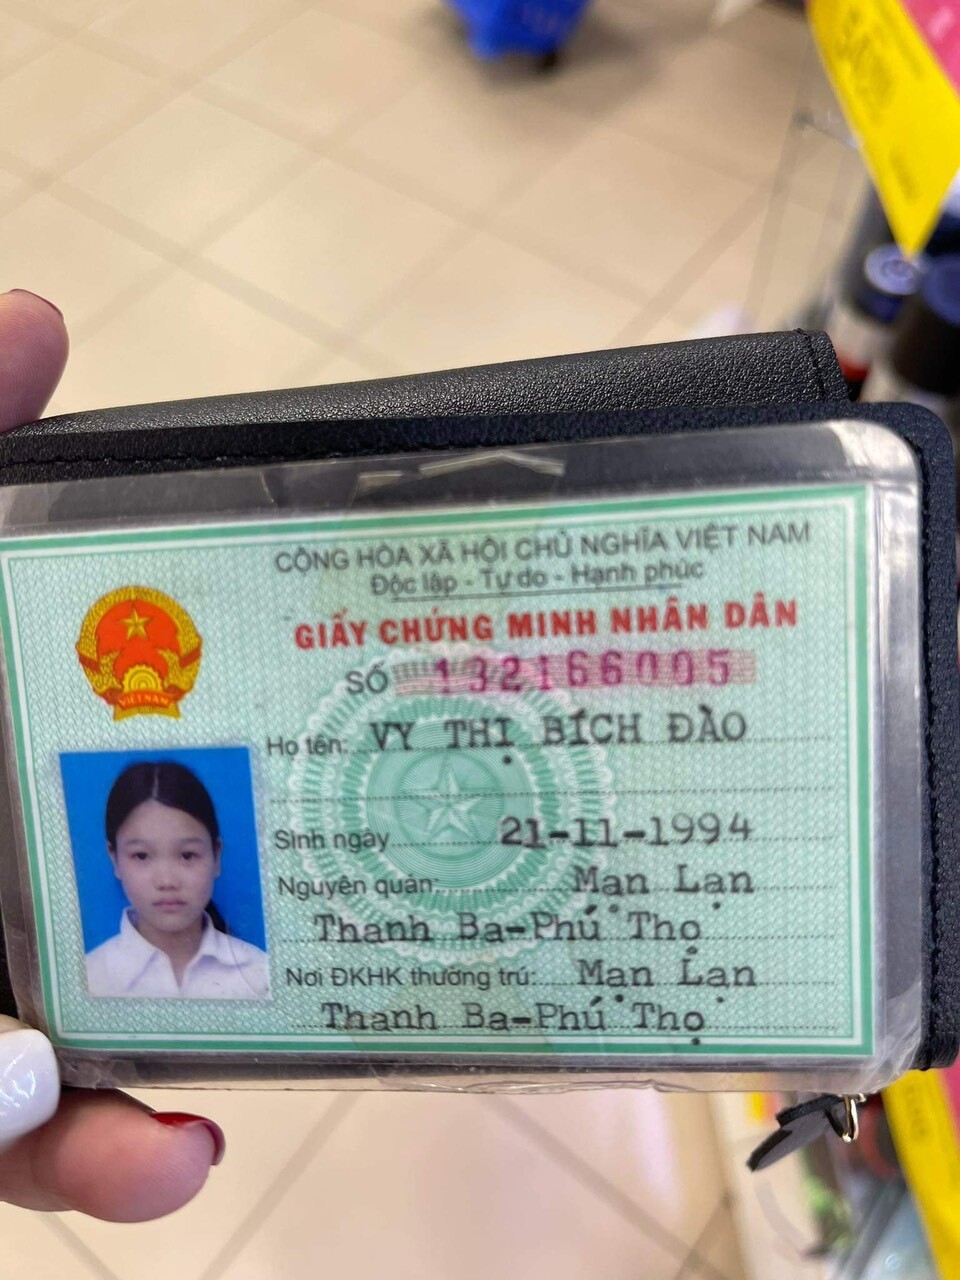 CỘNG HÒA XÃ HỘI CHỦ NGHĨA VIỆT NAM
Độc lập - Tự do - Hạnh phúc
GIẤY CHỨNG MINH NHÂN DÂN
SỐ 132166005
VIỆT NAM
Họ tên: VY THỊ BÍCH ĐÀO
Sinh ngày 21-11-1994
Nguyên quán: Mạn Lạn
Thanh Ba-Phú Thọ
Nơi ĐKHK thường trú: Mạn Lạn
Thanh Ba-Phú Thọ